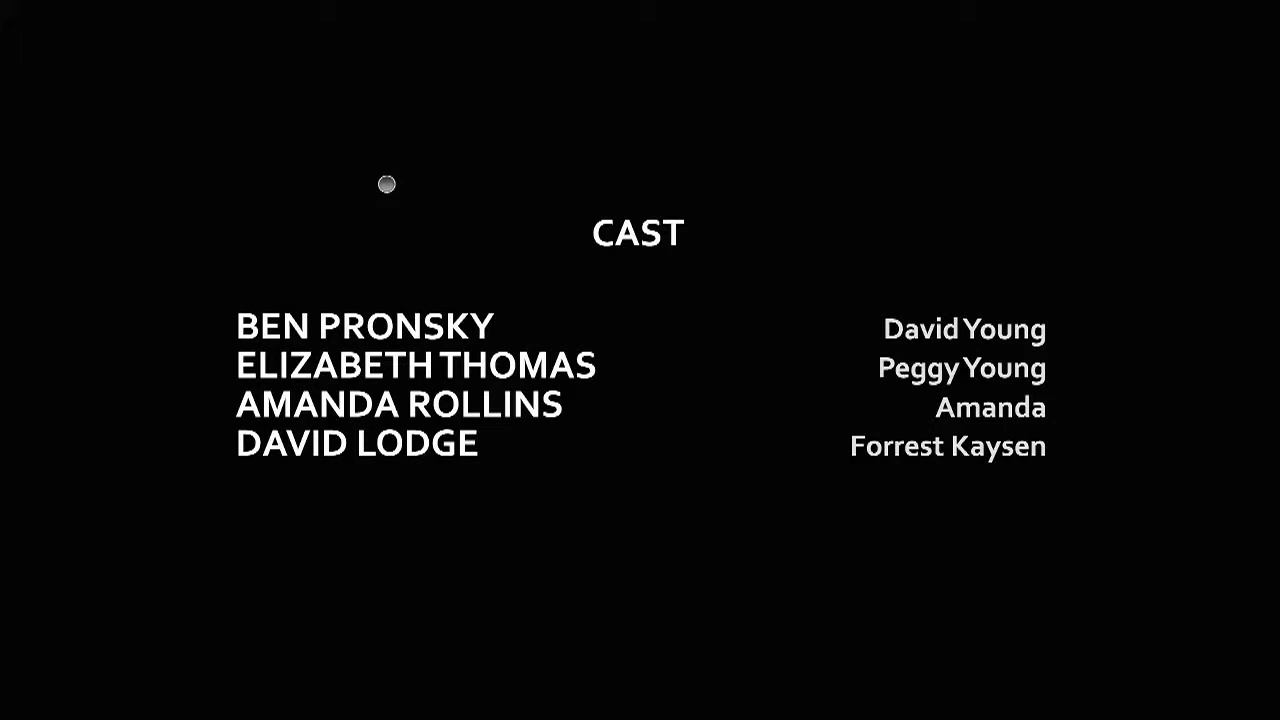 CAST
BEN PRONSKY David Young
ELIZABETH THOMAS Peggy Young
AMANDA ROLLINS Amanda
DAVID LODGE Forrest Kaysen